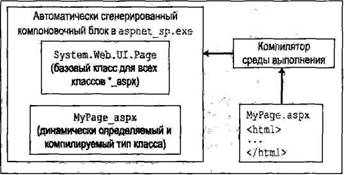 Автоматически сгенерированный
компоновочный блок в aspnet_sp.exe
System.Web.UI.Page
(базовый класс для всех
классов *_aspx)
MyPage_aspx
(динамически определяемый и
компилируемый тип класса)
Компилятор
среды выполнения
MyPage.aspx
<html>
...
</html>